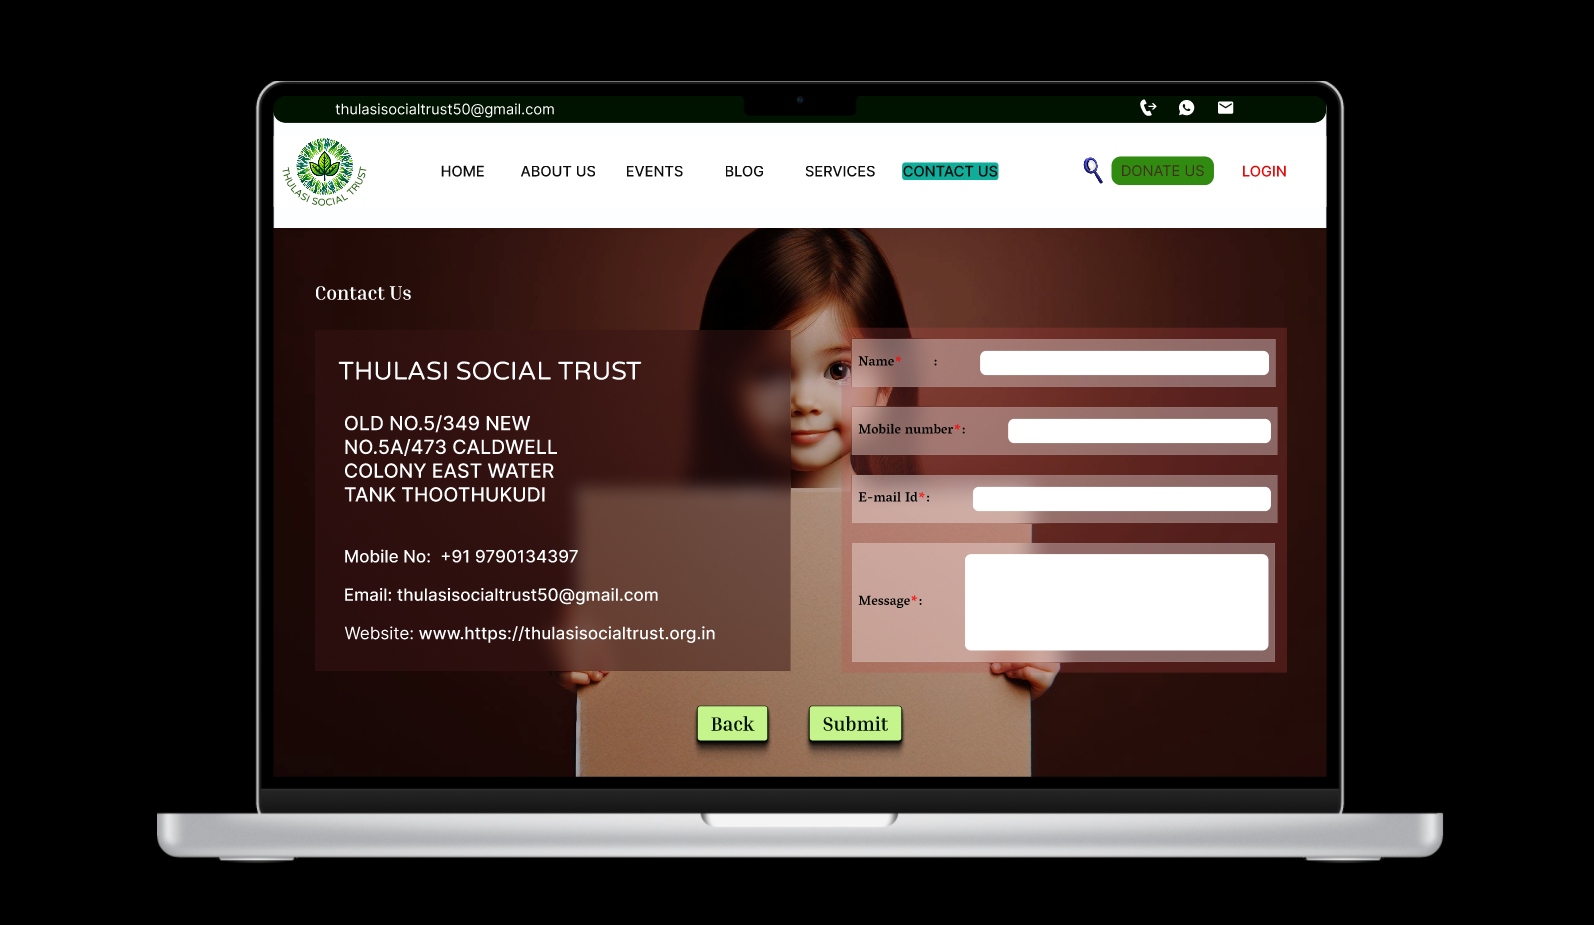 thulasisocialtrust50@gmail.com
THULASI SOCIAL TRUST
HOME ABOUT US EVENTS BLOG SERVICES CONTACT US DONATE US LOGIN
Contact Us
THULASI SOCIAL TRUST
OLD NO.5/349 NEW
NO.5A/473 CALDWELL
COLONY EAST WATER
TANK THOOTHUKUDI
Mobile No: +91 9790134397
Email: thulasisocialtrust50@gmail.com
Website: www.https://thulasisocialtrust.org.in
Name* :
Mobile number*:
E-mail Id*:
Message*:
Back Submit